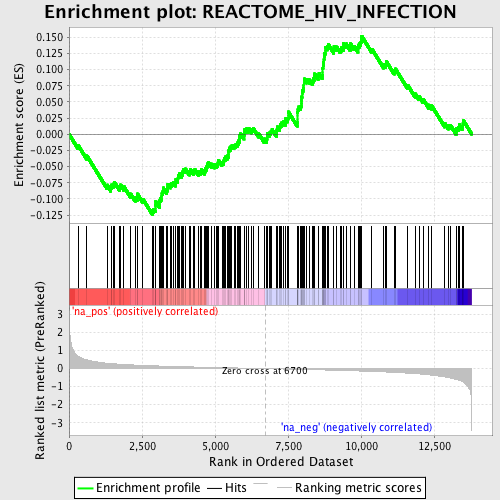 Enrichment plot: REACTOME_HIV_INFECTION
Enrichment score (ES)
0.150
0.125
0.100
0.075
0.050
0.025
0.000
-0.025
-0.050
-0.075
-0.100
-0.125
'na_pos' (positively correlated)
Ranked list metric (PreRanked)
3
2
1
0
-1
-2
-3
Zero cross at 6700
'na_neg' (negatively correlated)
0
2,500
5,000
7,500
10,000
12,500
Rank in Ordered Dataset
Enrichment profile
Hits
Ranking metric scores